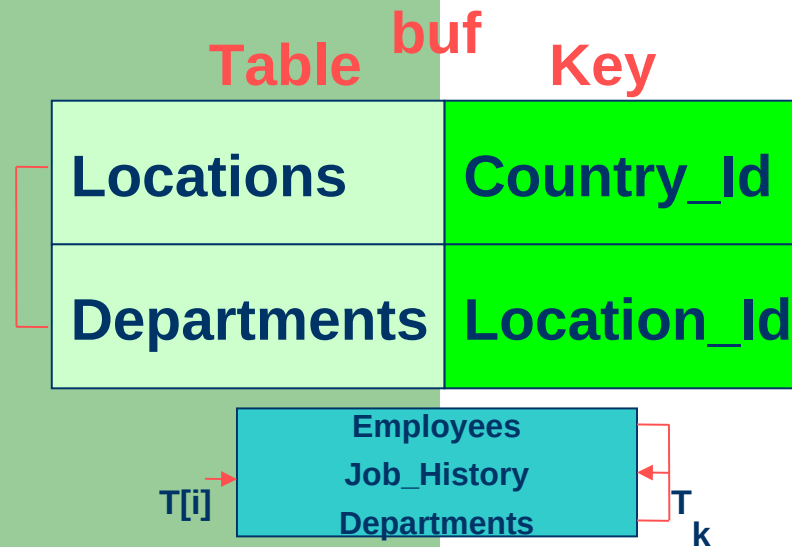 buf
Table Key
Locations Country_Id
Departments Location_Id
Employees
Job_History
T[i] T
Departments
k